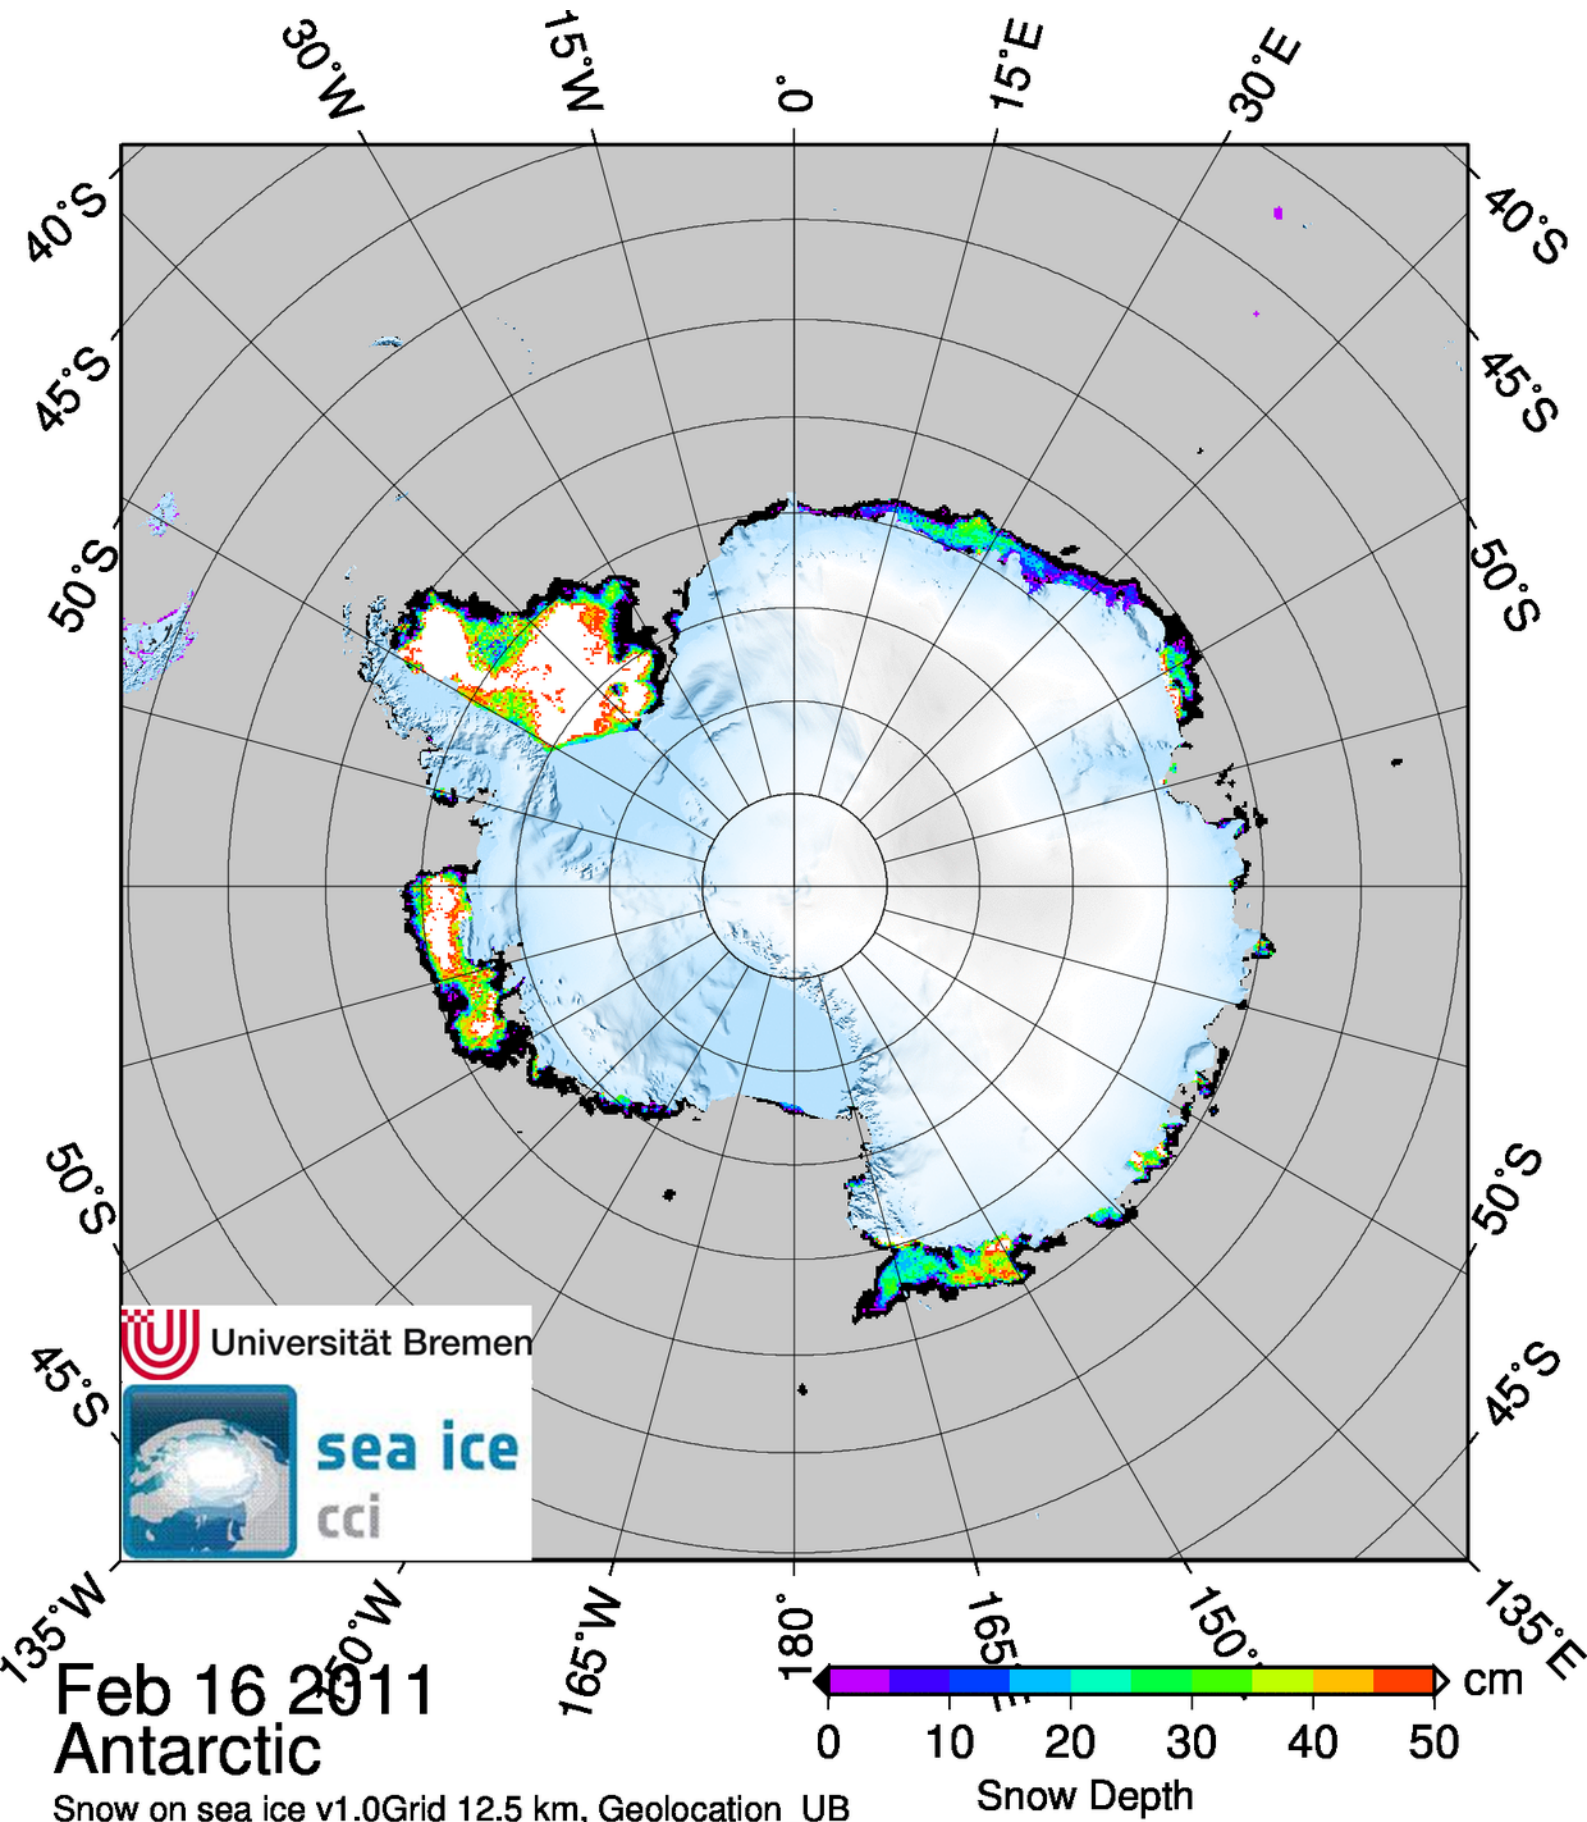 30°W 15°W 0° 15°E 30°E
40°S 40°S
45°S 45°S
50°S 50°S
50°S 50°S
45°S 45°S
Universität Bremen
sea ice
cci
135°W 165°W 180° 135°E
Feb 16 2011
Antarctic
Snow on sea ice v1.0Grid 12.5 km, Geolocation UB
cm
0 10 20 30 40 50
Snow Depth